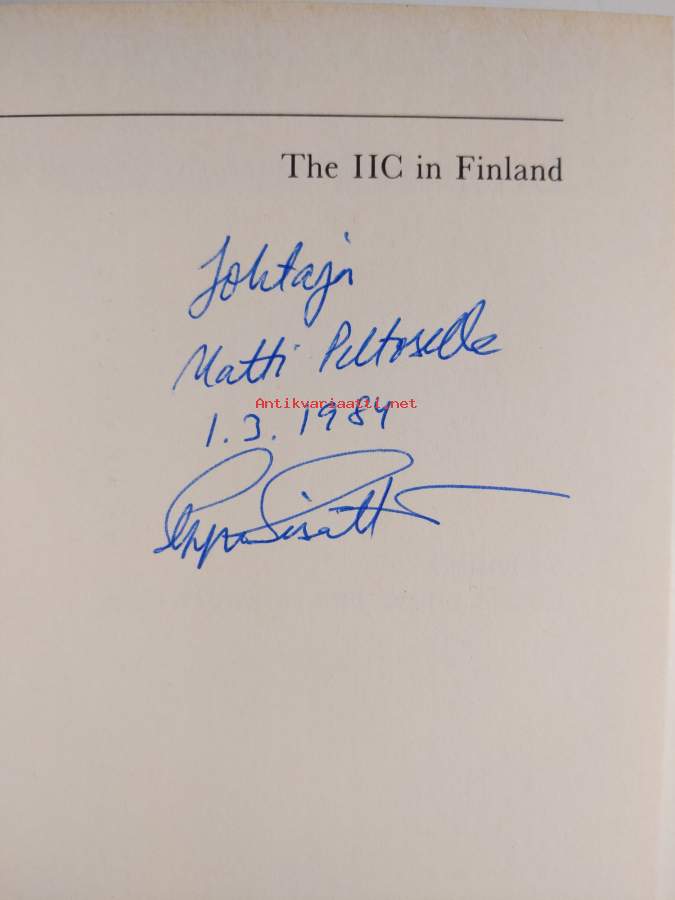 The IIC in Finland
Johtaja
Matti Peltoselle
Antikvariaatti.net
1.3.1984